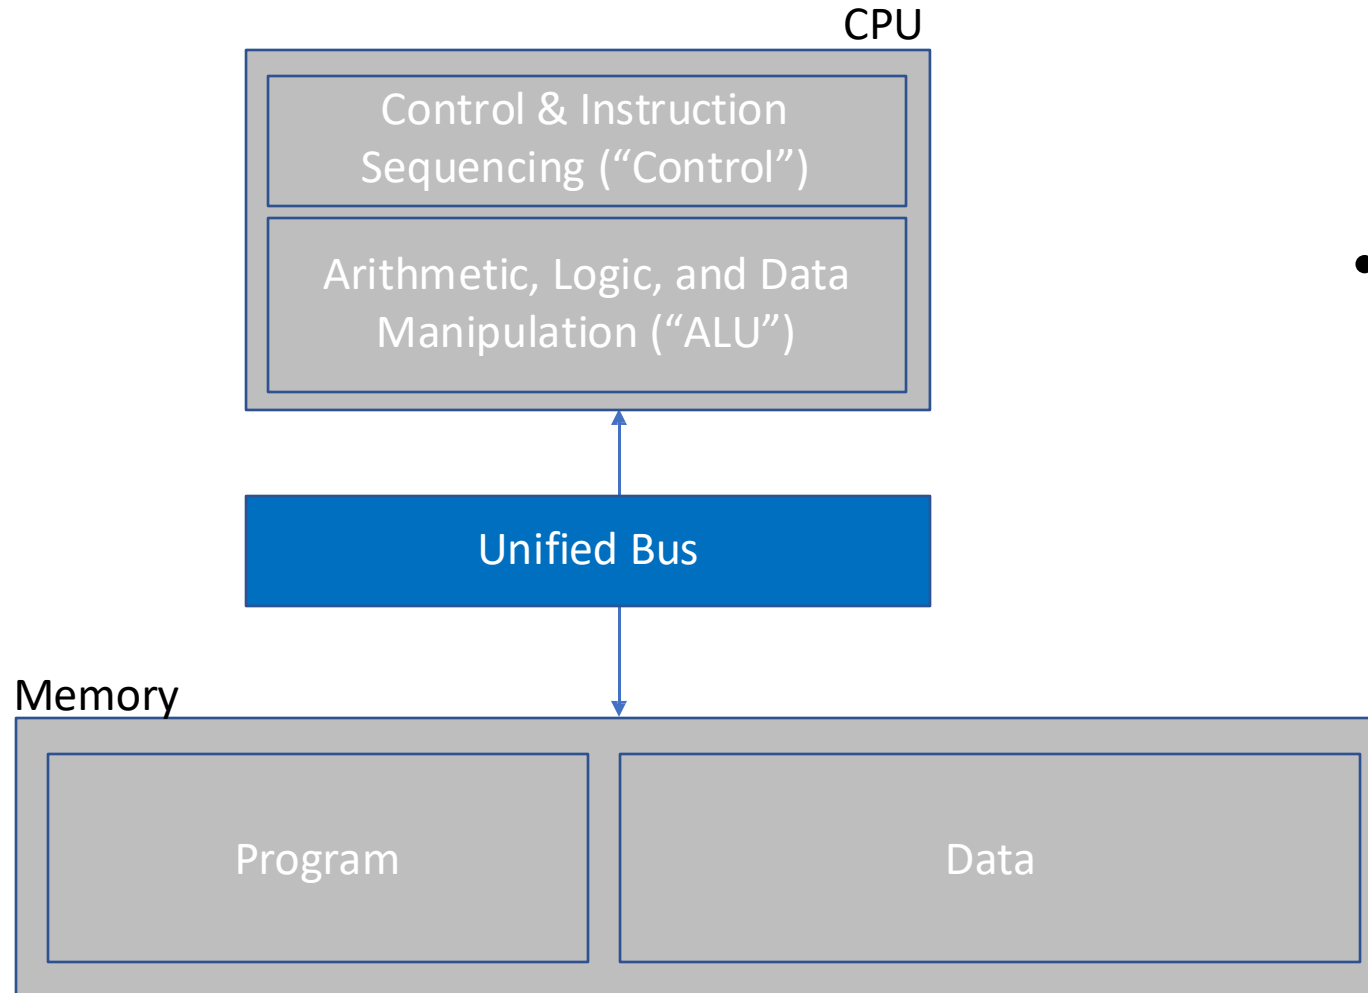 CPU
Control & Instruction
Sequencing (“Control”)
Arithmetic, Logic, and Data
Manipulation (“ALU”)
•
Unified Bus
Memory
Program
Data